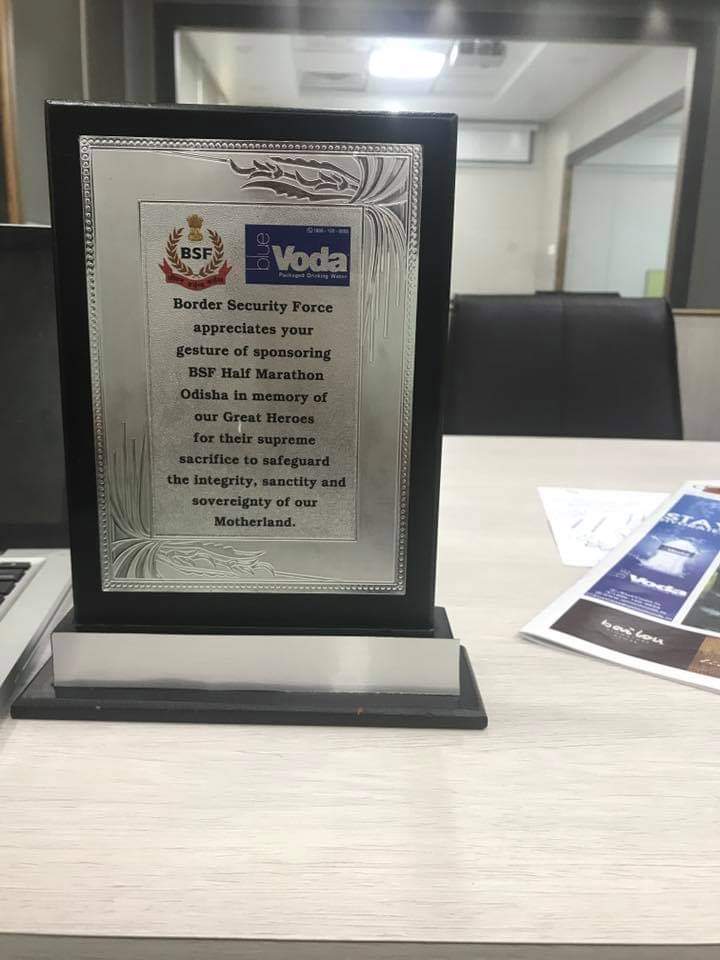 BSF
blue
Voda
Packaged Drinking Water
Border Security Force
appreciates your
gesture of sponsoring
BSF Half Marathon
Odisha in memory of
our Great Heroes
for their supreme
sacrifice to safeguard
the integrity, sanctity and
sovereignty of our
Motherland.
Voda